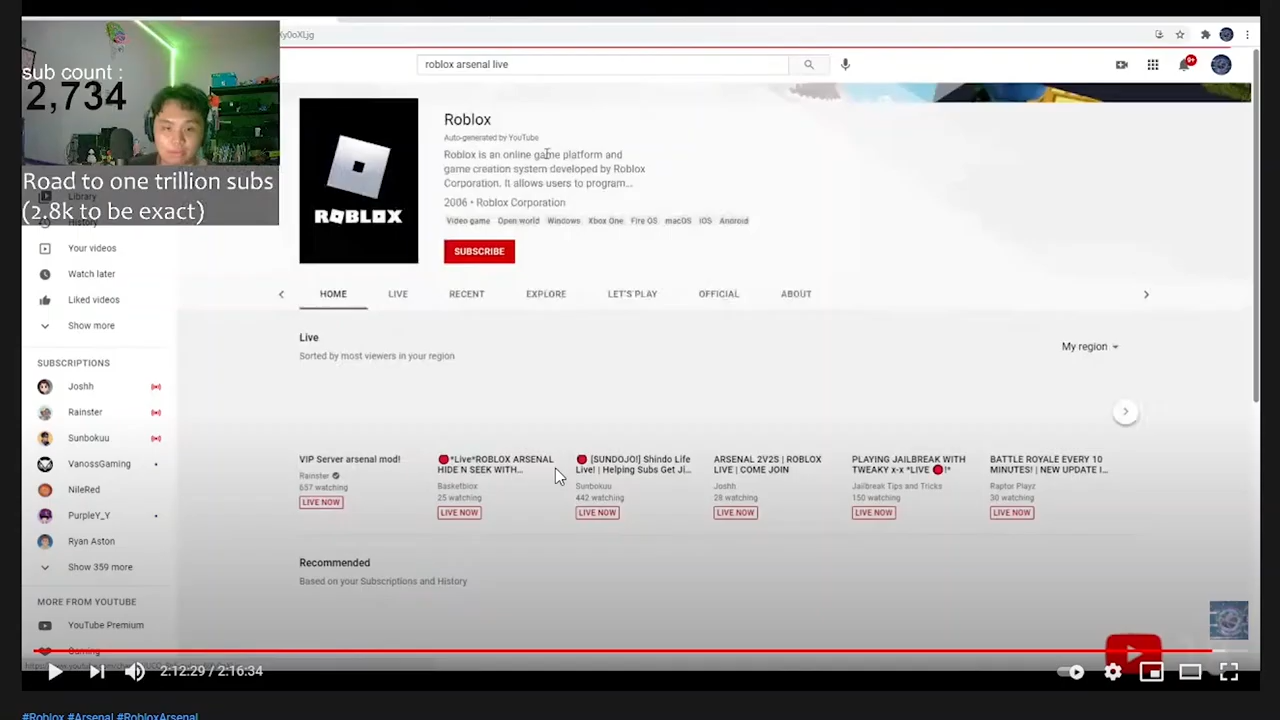 Xy0oXLjg
sub count :
2,734
Road to one trillion subs
(2.8k to be exact)
roblox arsenal live
9+
ROBLOX
Roblox
Auto-generated by YouTube
Roblox is an online game platform and
game creation system developed by Roblox
Corporation. It allows users to program...
2006 • Roblox Corporation
Video game Open world Windows Xbox One Fire OS macOS iOS Android
SUBSCRIBE
Library
History
Your videos
Watch later
Liked videos
Show more
SUBSCRIPTIONS
Joshh
Rainster
Sunbokuu
VanossGaming
NileRed
PurpleY_Y
Ryan Aston
Show 359 more
MORE FROM YOUTUBE
YouTube Premium
Gaming
HOME LIVE RECENT EXPLORE LET'S PLAY OFFICIAL ABOUT
Live
Sorted by most viewers in your region
My region
VIP Server arsenal mod!
Rainster
657 watching
LIVE NOW
*Live*ROBLOX ARSENAL
HIDE N SEEK WITH...
Basketbiox
25 watching
LIVE NOW
[SUNDOJO!] Shindo Life
Live! | Helping Subs Get Ji...
Sunbokuu
442 watching
LIVE NOW
ARSENAL 2V2S | ROBLOX
LIVE | COME JOIN
Joshh
28 watching
LIVE NOW
PLAYING JAILBREAK WITH
TWEAKY x-x *LIVE !*
Jailbreak Tips and Tricks
150 watching
LIVE NOW
BATTLE ROYALE EVERY 10
MINUTES! | NEW UPDATE I...
Raptor Playz
30 watching
LIVE NOW
Recommended
Based on your Subscriptions and History
2:12:29 / 2:16:34
#Roblox #Arsenal #RobloxArsenal